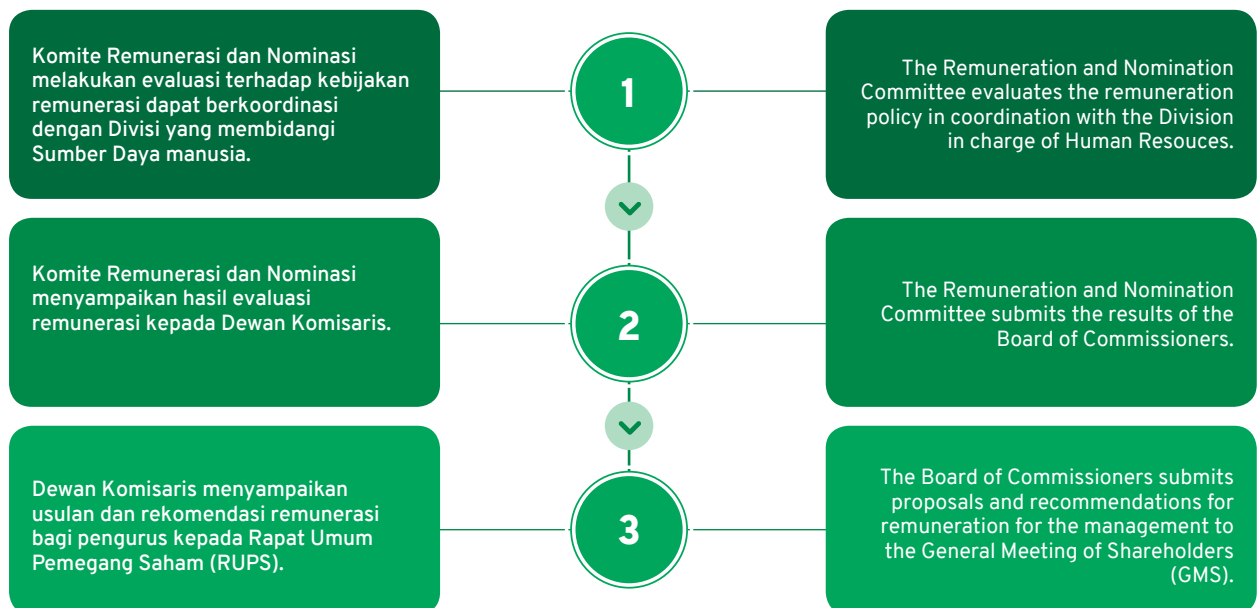 Komite Remunerasi dan Nominasi
melakukan evaluasi terhadap kebijakan
remunerasi dapat berkoordinasi
dengan Divisi yang membidangi
Sumber Daya manusia.
1
The Remuneration and Nomination
Committee evaluates the remuneration
policy in coordination with the Division
in charge of Human Resouces.
Komite Remunerasi dan Nominasi
menyampaikan hasil evaluasi
remunerasi kepada Dewan Komisaris.
2
The Remuneration and Nomination
Committee submits the results of the
Board of Commissioners.
Dewan Komisaris menyampaikan
usulan dan rekomendasi remunerasi
bagi pengurus kepada Rapat Umum
Pemegang Saham (RUPS).
3
The Board of Commissioners submits
proposals and recommendations for
remuneration for the management to
the General Meeting of Shareholders
(GMS).